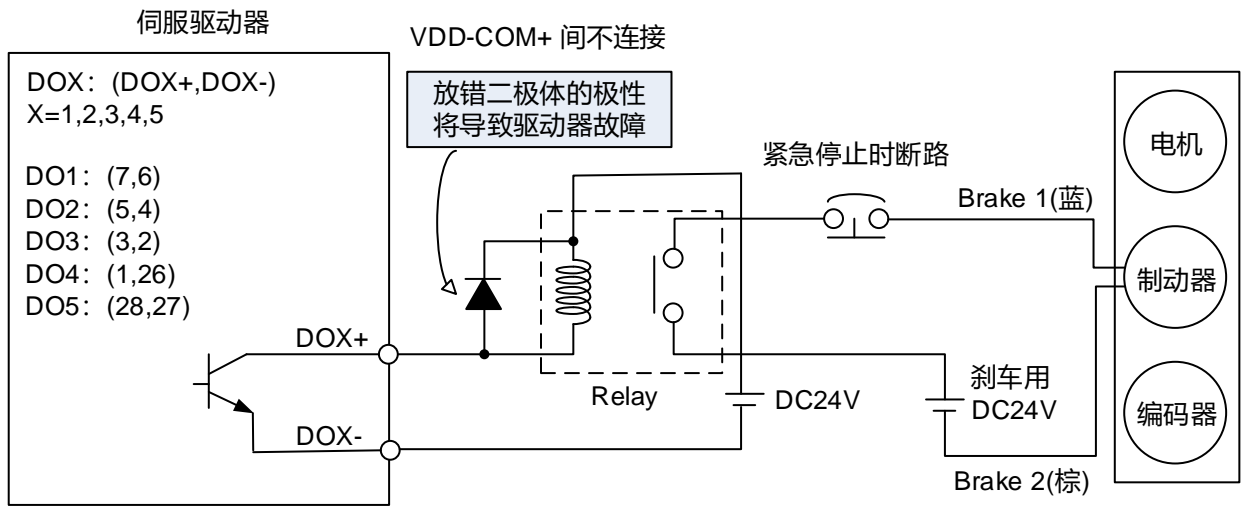 伺服驱动器
VDD-COM+ 间不连接
DOX：(DOX+,DOX-)
X=1,2,3,4,5
DO1：(7,6)
DO2：(5,4)
DO3：(3,2)
DO4：(1,26)
DO5：(28,27)
放错二极体的极性
将导致驱动器故障
紧急停止时断路
Brake 1(蓝)
电机
制动器
编码器
DOX+
DOX-
Relay
DC24V
刹车用
DC24V
Brake 2(棕)